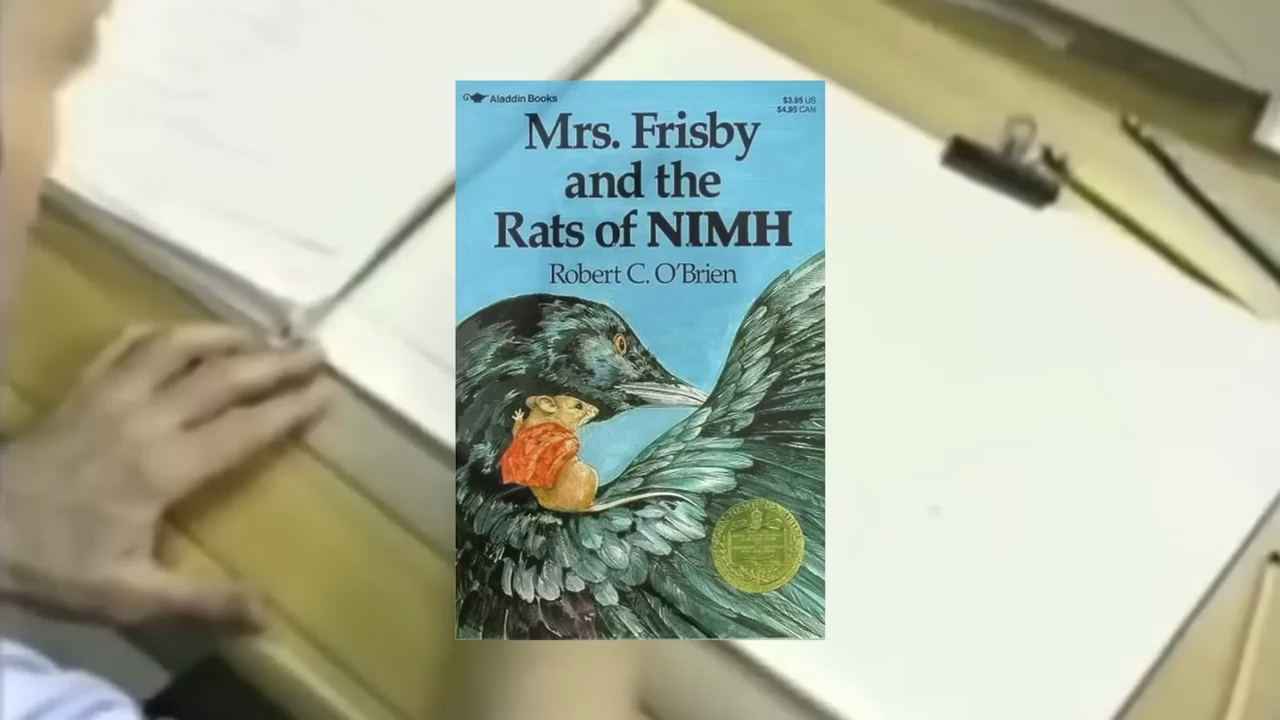 Aladdin Books
$3.95 US
$4.95 CAN
Mrs. Frisby
and the
Rats of NIMH
Robert C. O'Brien